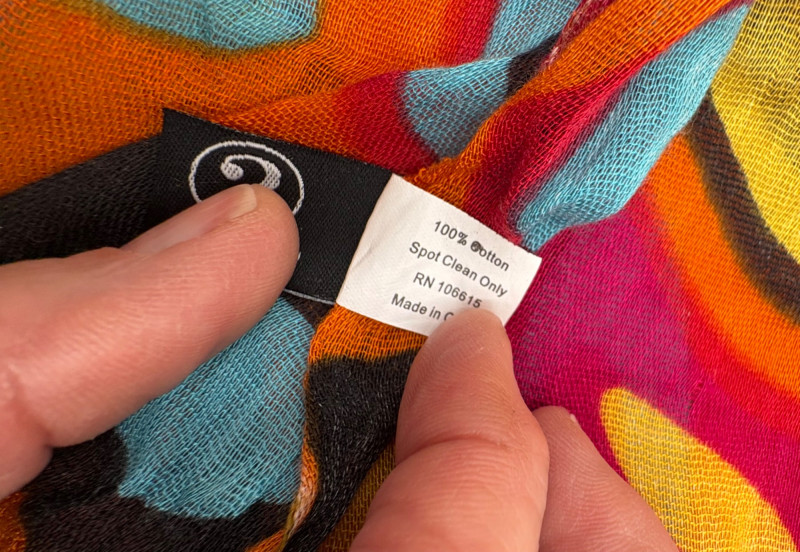 100% Cotton
Spot Clean Only
RN 106615
Made in